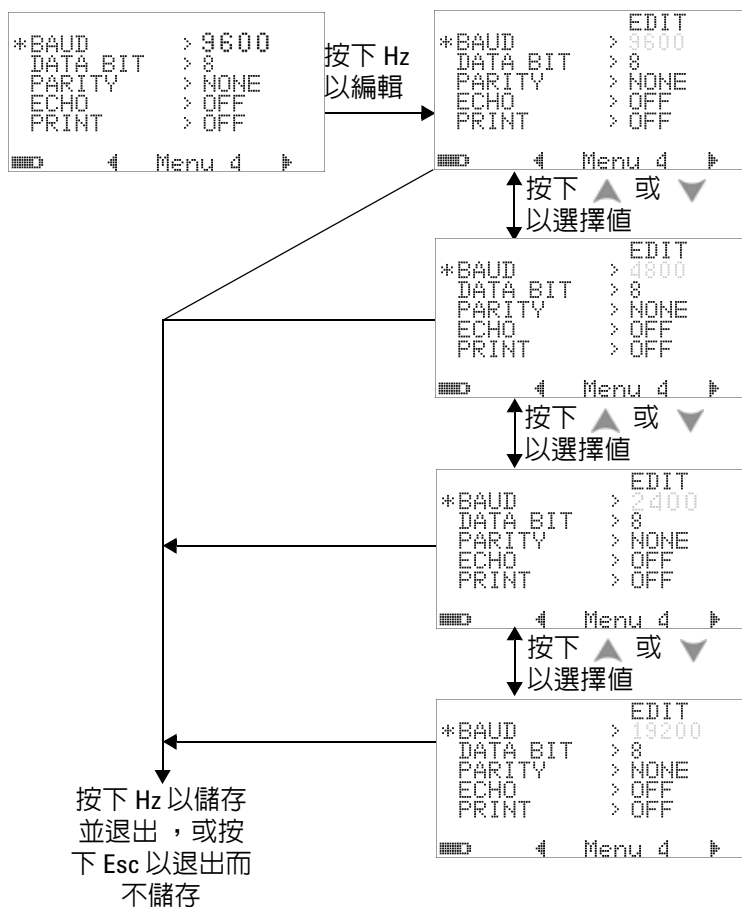 *BAUD > 9600
DATA BIT > 8
PARITY > NONE
ECHO > OFF
PRINT > OFF
Menu 4
按下 Hz
以編輯
EDIT
*BAUD > 9600
DATA BIT > 8
PARITY > NONE
ECHO > OFF
PRINT > OFF
Menu 4
按下 ▲ 或 ▼
以選擇值
EDIT
*BAUD > 4800
DATA BIT > 8
PARITY > NONE
ECHO > OFF
PRINT > OFF
Menu 4
按下 ▲ 或 ▼
以選擇值
EDIT
*BAUD > 2400
DATA BIT > 8
PARITY > NONE
ECHO > OFF
PRINT > OFF
Menu 4
按下 ▲ 或 ▼
以選擇值
EDIT
*BAUD > 19200
DATA BIT > 8
PARITY > NONE
ECHO > OFF
PRINT > OFF
Menu 4
按下 Hz 以儲存
並退出 ，或按
下 Esc 以退出而
不儲存